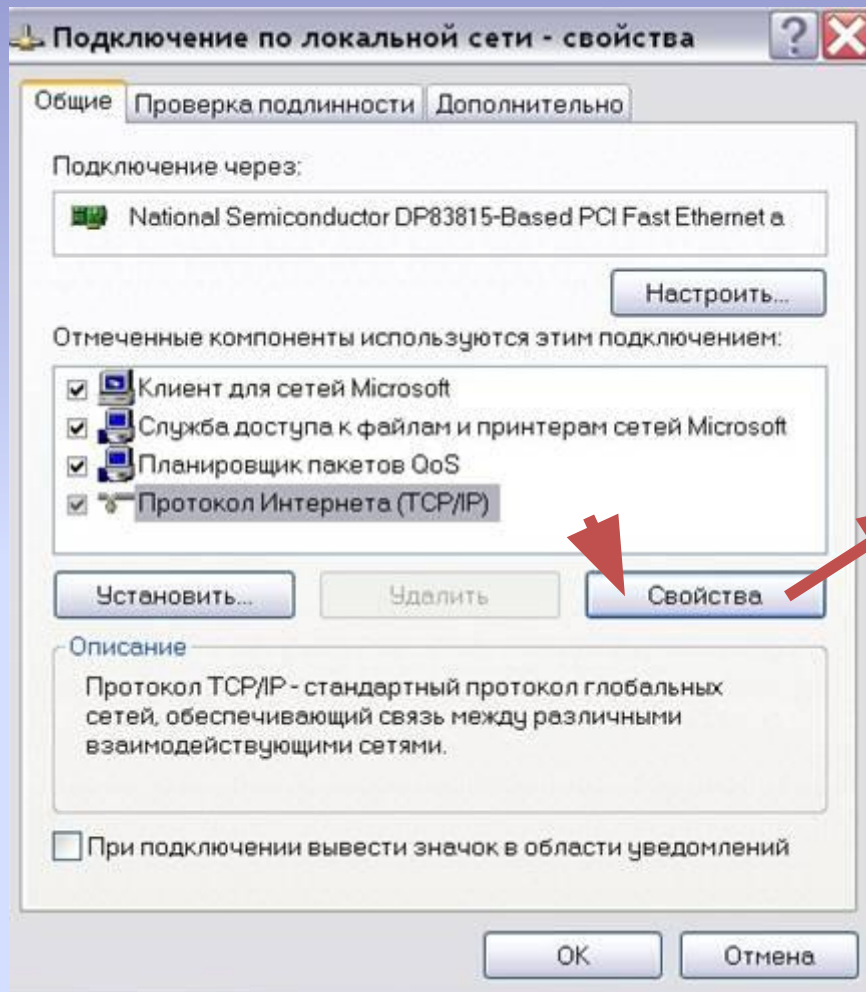 Подключение по локальной сети - свойства
Общие Проверка подлинности Дополнительно
Подключение через:
National Semiconductor DP83815-Based PCI Fast Ethernet a
Настроить...
Отмеченные компоненты используются этим подключением:
Клиент для сетей Microsoft
Служба доступа к файлам и принтерам сетей Microsoft
Планировщик пакетов QoS
Протокол Интернета (TCP/IP)
Установить... Удалить Свойства
Описание
Протокол TCP/IP - стандартный протокол глобальных
сетей, обеспечивающий связь между различными
взаимодействующими сетями.
При подключении вывести значок в области уведомлений
OK Отмена